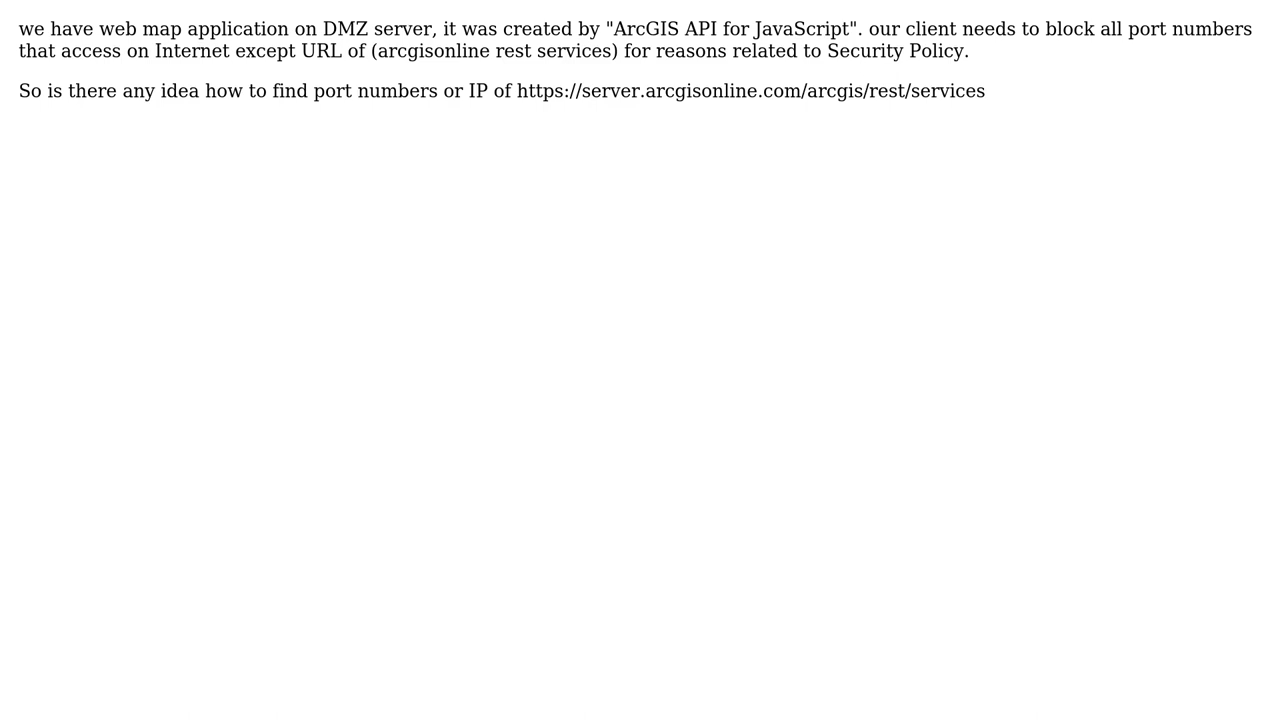 we have web map application on DMZ server, it was created by "ArcGIS API for JavaScript". our client needs to block all port numbers
that access on Internet except URL of (arcgisonline rest services) for reasons related to Security Policy.
So is there any idea how to find port numbers or IP of https://server.arcgisonline.com/arcgis/rest/services